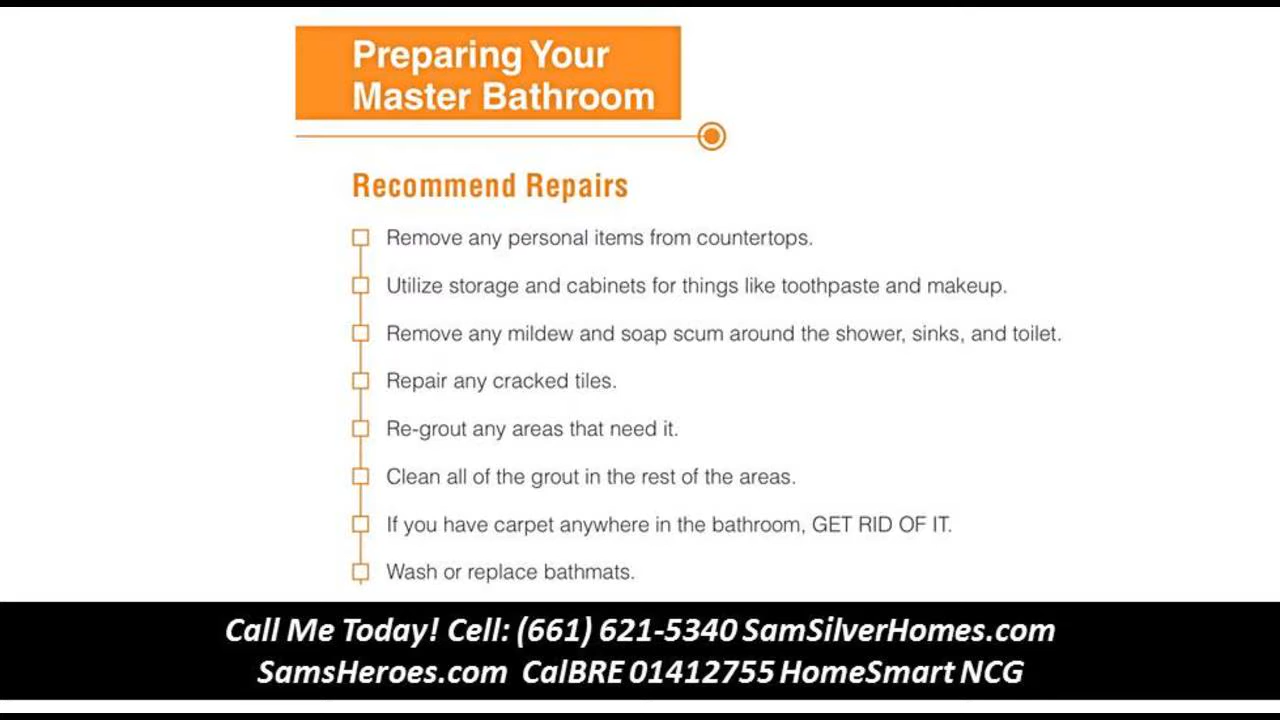 Preparing Your
Master Bathroom
Recommend Repairs
Remove any personal items from countertops.
Utilize storage and cabinets for things like toothpaste and makeup.
Remove any mildew and soap scum around the shower, sinks, and toilet.
Repair any cracked tiles.
Re-grout any areas that need it.
Clean all of the grout in the rest of the areas.
If you have carpet anywhere in the bathroom, GET RID OF IT.
Wash or replace bathmats.
Call Me Today! Cell: (661) 621-5340 SamSilverHomes.com
SamsHeroes.com CalBRE 01412755 HomeSmart NCG